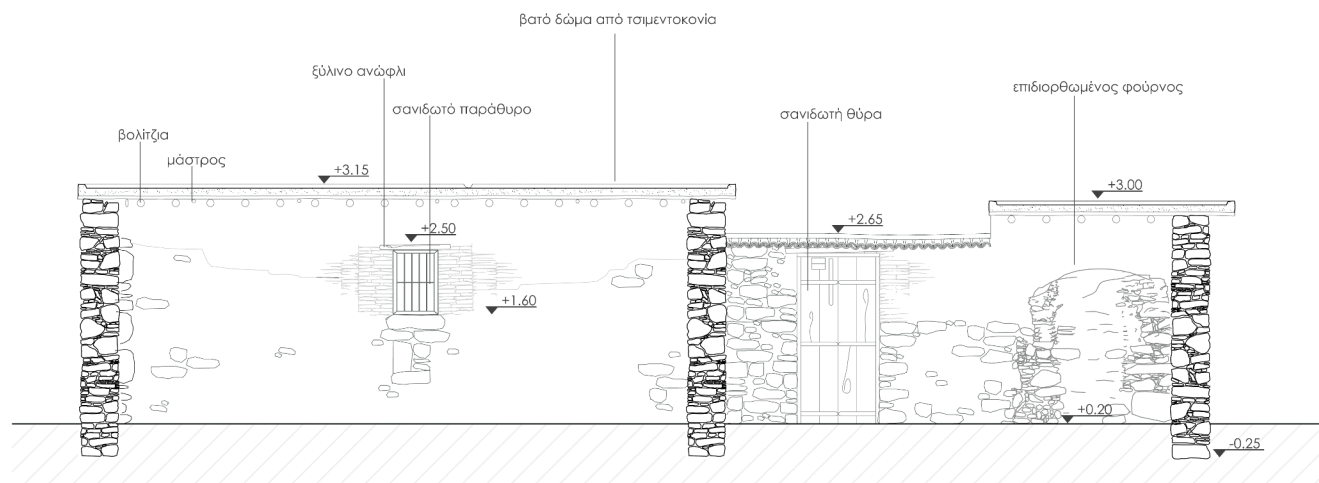 βατό δώμα από τσιμεντοκονία
ξύλινο ανώφλι
σανιδωτό παράθυρο
σανιδωτή θύρα
επιδιορθωμένος φούρνος
βολίτζια
μάστρος
+3.15
+3.00
+2.50
+2.65
+1.60
+0.20
-0.25